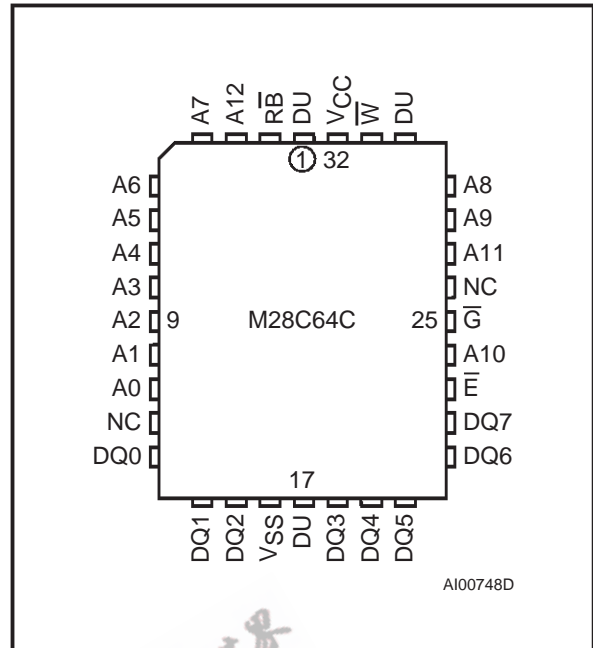 A7 A12 R̅B̅ DU VCC W̅ DU
1 32
A6 A8
A5 A9
A4 A11
A3 NC
A2 9 M28C64C 25 G̅
A1 A10
A0 E̅
NC DQ7
DQ0 DQ6
17
DQ1 DQ2 VSS DU DQ3 DQ4 DQ5
AI00748D